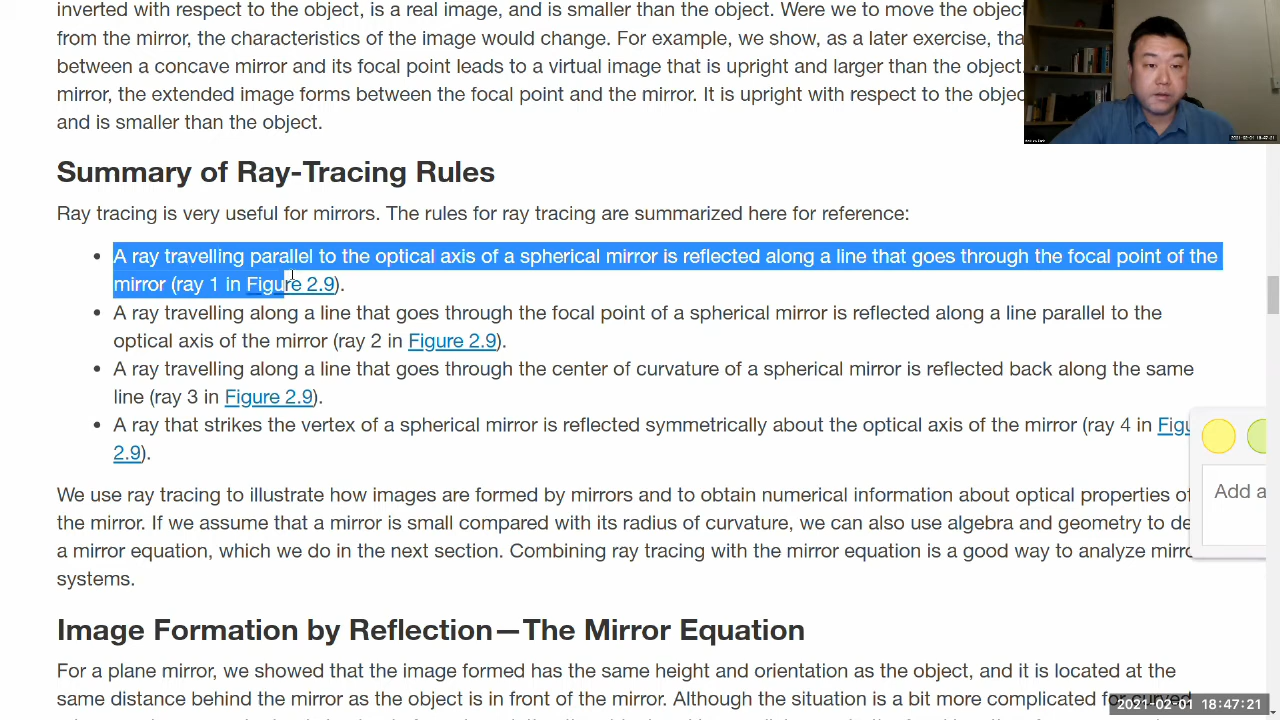 inverted with respect to the object, is a real image, and is smaller than the object. Were we to move the objec
from the mirror, the characteristics of the image would change. For example, we show, as a later exercise, tha
between a concave mirror and its focal point leads to a virtual image that is upright and larger than the object.
mirror, the extended image forms between the focal point and the mirror. It is upright with respect to the objec
and is smaller than the object.
Summary of Ray-Tracing Rules
Ray tracing is very useful for mirrors. The rules for ray tracing are summarized here for reference:
• A ray travelling parallel to the optical axis of a spherical mirror is reflected along a line that goes through the focal point of the
mirror (ray 1 in Figure 2.9).
• A ray travelling along a line that goes through the focal point of a spherical mirror is reflected along a line parallel to the
optical axis of the mirror (ray 2 in Figure 2.9).
• A ray travelling along a line that goes through the center of curvature of a spherical mirror is reflected back along the same
line (ray 3 in Figure 2.9).
• A ray that strikes the vertex of a spherical mirror is reflected symmetrically about the optical axis of the mirror (ray 4 in Figu
2.9).
Add a
We use ray tracing to illustrate how images are formed by mirrors and to obtain numerical information about optical properties of
the mirror. If we assume that a mirror is small compared with its radius of curvature, we can also use algebra and geometry to de
a mirror equation, which we do in the next section. Combining ray tracing with the mirror equation is a good way to analyze mirro
systems.
Image Formation by Reflection—The Mirror Equation
For a plane mirror, we showed that the image formed has the same height and orientation as the object, and it is located at the
same distance behind the mirror as the object is in front of the mirror. Although the situation is a bit more complicated for curved
2021-02-01 18:47:21